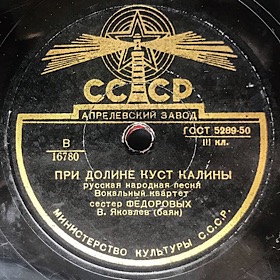 СССР
АПРЕЛЕВСКИЙ ЗАВОД
ГОСТ 5289-50
В
16780
III кл.
ПРИ ДОЛИНЕ КУСТ КАЛИНЫ
русская народная песня
Вокальный квартет
сестер ФЕДОРОВЫХ
В. Яковлев (баян)
МИНИСТЕРСТВО КУЛЬТУРЫ С.С.С.Р.